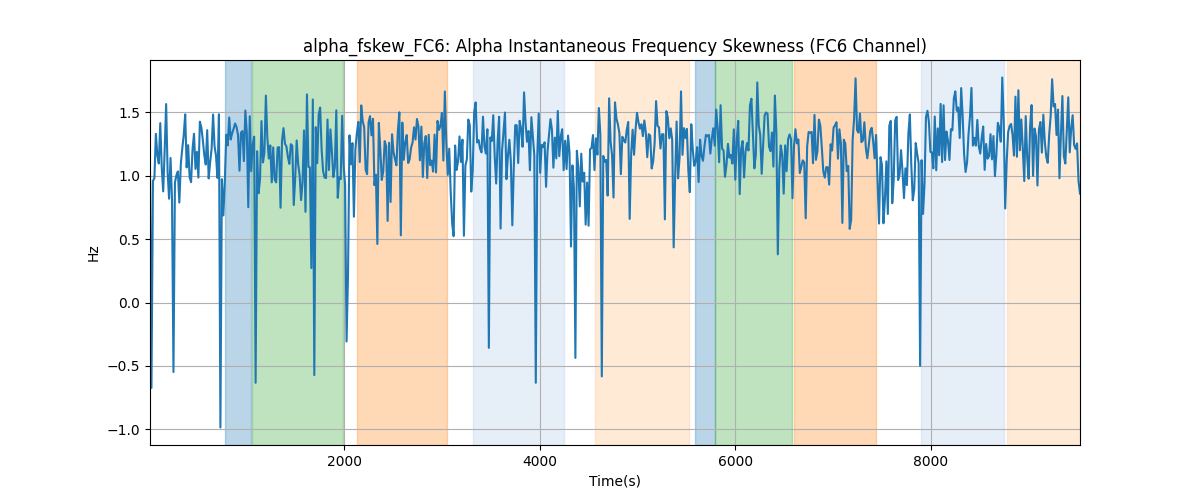 alpha_fskew_FC6: Alpha Instantaneous Frequency Skewness (FC6 Channel)
1.5
1.0
0.5
0.0
−0.5
−1.0
Hz
2000 4000 6000 8000
Time(s)